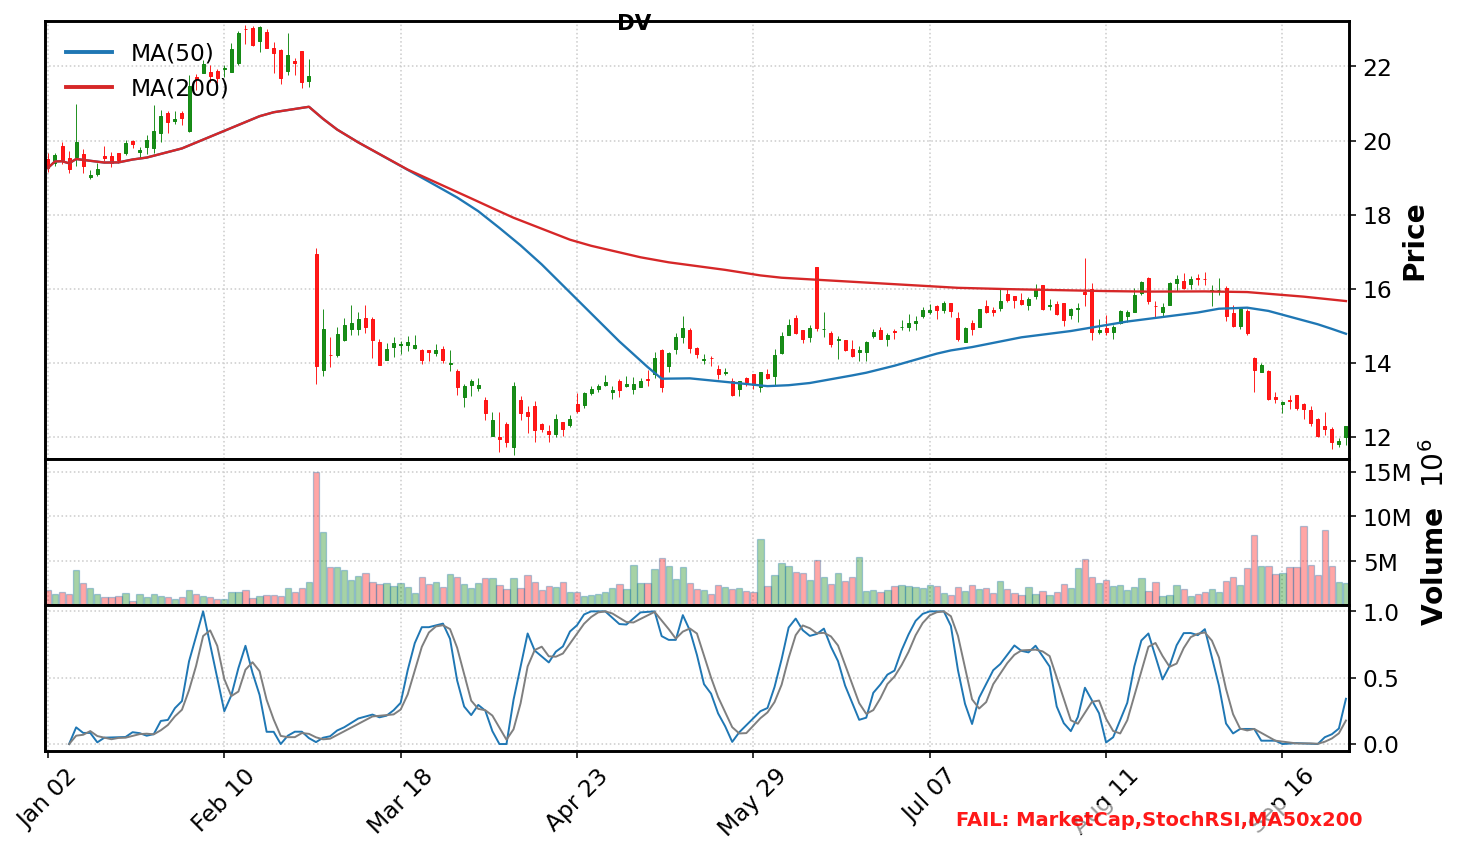 DV
MA(50)
MA(200)
22
20
18
16
14
12
Price
15M
10M
5M
Volume 10^6
1.0
0.5
0.0
Jan 02
Feb 10
Mar 18
Apr 23
May 29
Jul 07
Aug 11
Sep 16
FAIL: MarketCap,StochRSI,MA50x200